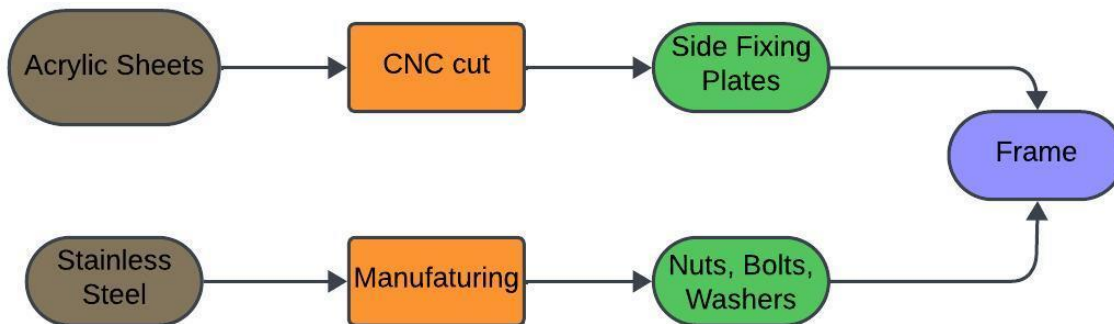 Acrylic Sheets
CNC cut
Side Fixing
Plates
Frame
Stainless
Steel
Manufaturing
Nuts, Bolts,
Washers